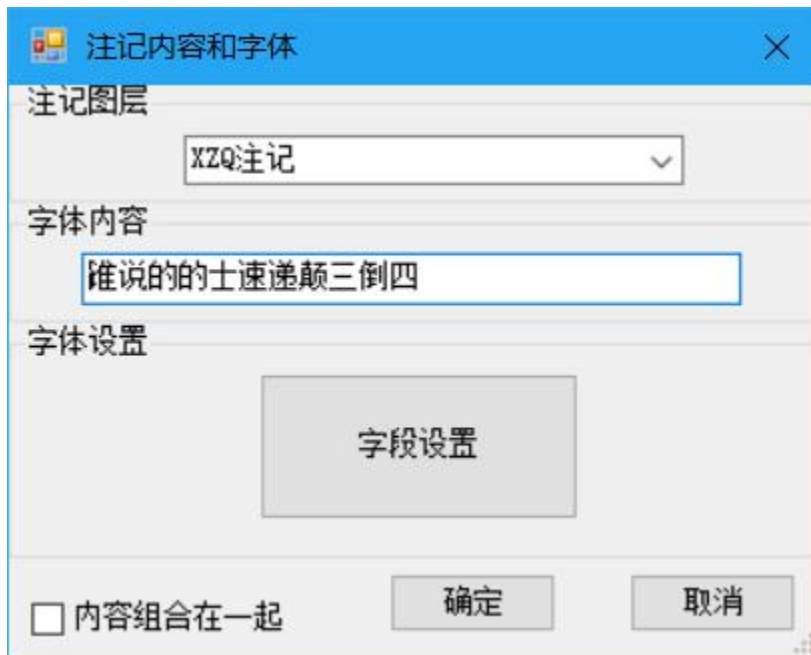 注记内容和字体
注记图层
XZQ注记
字体内容
谁说的的士速递颠三倒四
字体设置
字段设置
内容组合在一起
确定
取消